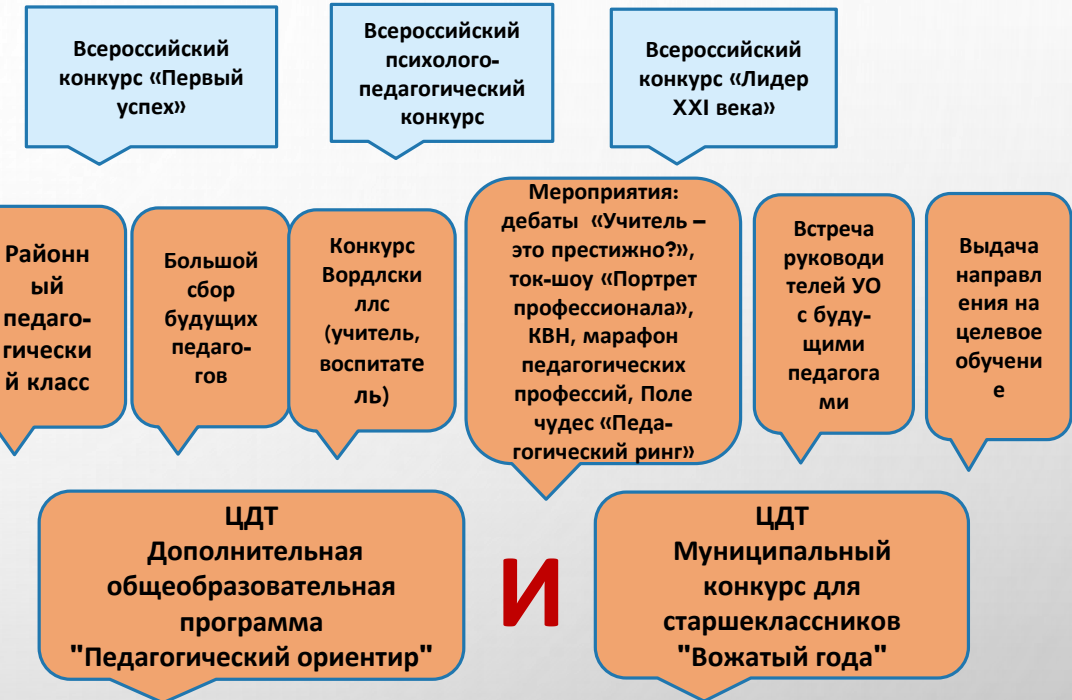 Всероссийский
конкурс «Первый
успех»
Всероссийский
психолого-
педагогический
конкурс
Всероссийский
конкурс «Лидер
XXI века»
Районн
ый
педаго-
гически
й класс
Большой
сбор
будущих
педаго-
гов
Конкурс
Вордлски
ллс
(учитель,
воспитате
ль)
Мероприятия:
дебаты «Учитель –
это престижно?»,
ток-шоу «Портрет
профессионала»,
КВН, марафон
педагогических
профессий, Поле
чудес «Педа-
гогический ринг»
Встреча
руководи
телей УО
с буду-
щими
педагога
ми
Выдача
направл
ения на
целевое
обучени
е
ЦДТ
Дополнительная
общеобразовательная
программа
"Педагогический ориентир"
И
ЦДТ
Муниципальный
конкурс для
старшеклассников
"Вожатый года"